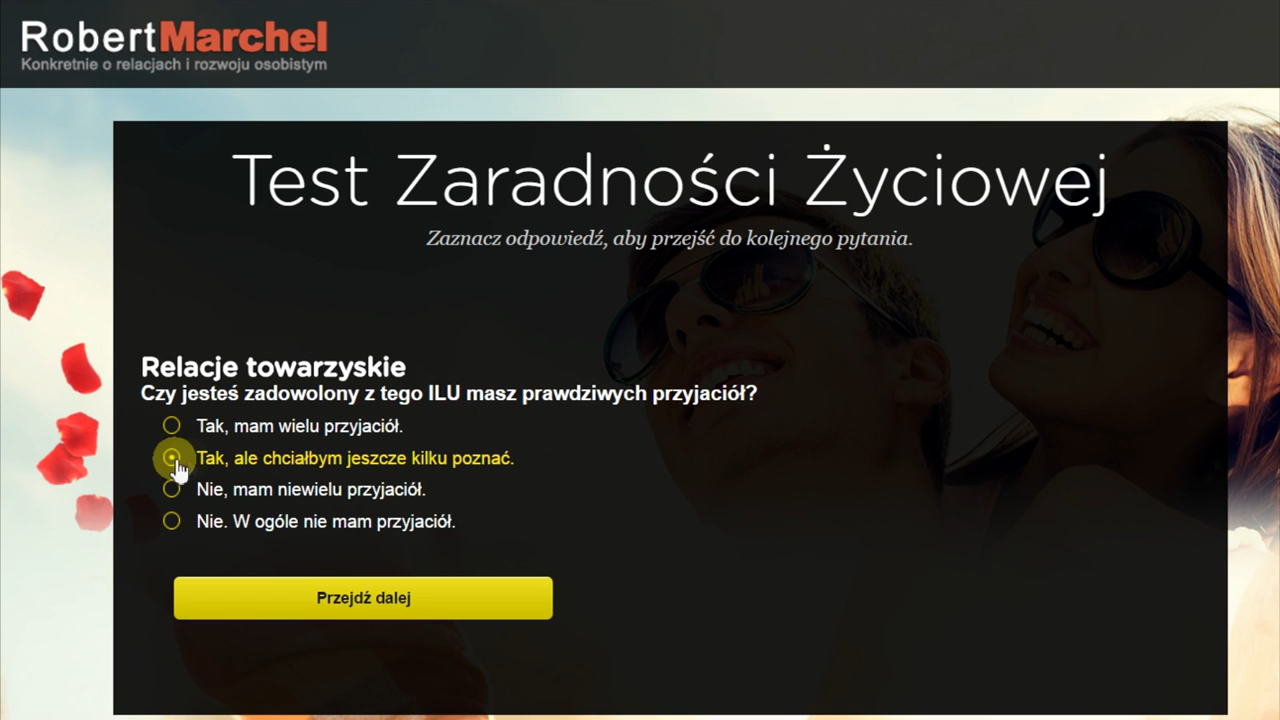 RobertMarchel
Konkretnie o relacjach i rozwoju osobistym
Test Zaradności Życiowej
Zaznacz odpowiedź, aby przejść do kolejnego pytania.
Relacje towarzyskie
Czy jesteś zadowolony z tego ILU masz prawdziwych przyjaciół?
Tak, mam wielu przyjaciół.
Tak, ale chciałbym jeszcze kilku poznać.
Nie, mam niewielu przyjaciół.
Nie. W ogóle nie mam przyjaciół.
Przejdź dalej